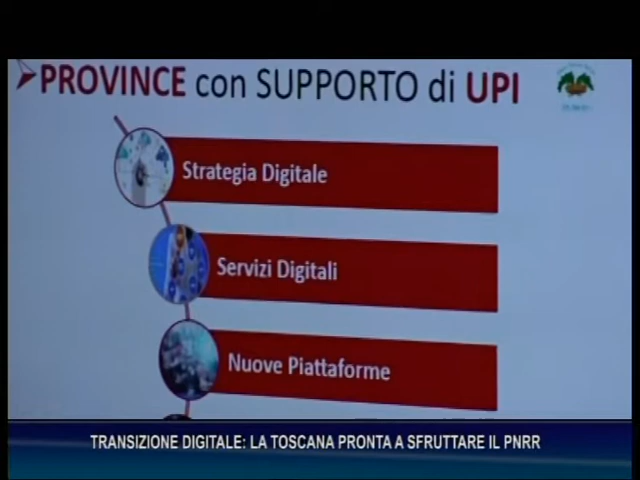 PROVINCE con SUPPORTO di UPI
Strategia Digitale
Servizi Digitali
Nuove Piattaforme
TRANSIZIONE DIGITALE: LA TOSCANA PRONTA A SFRUTTARE IL PNRR